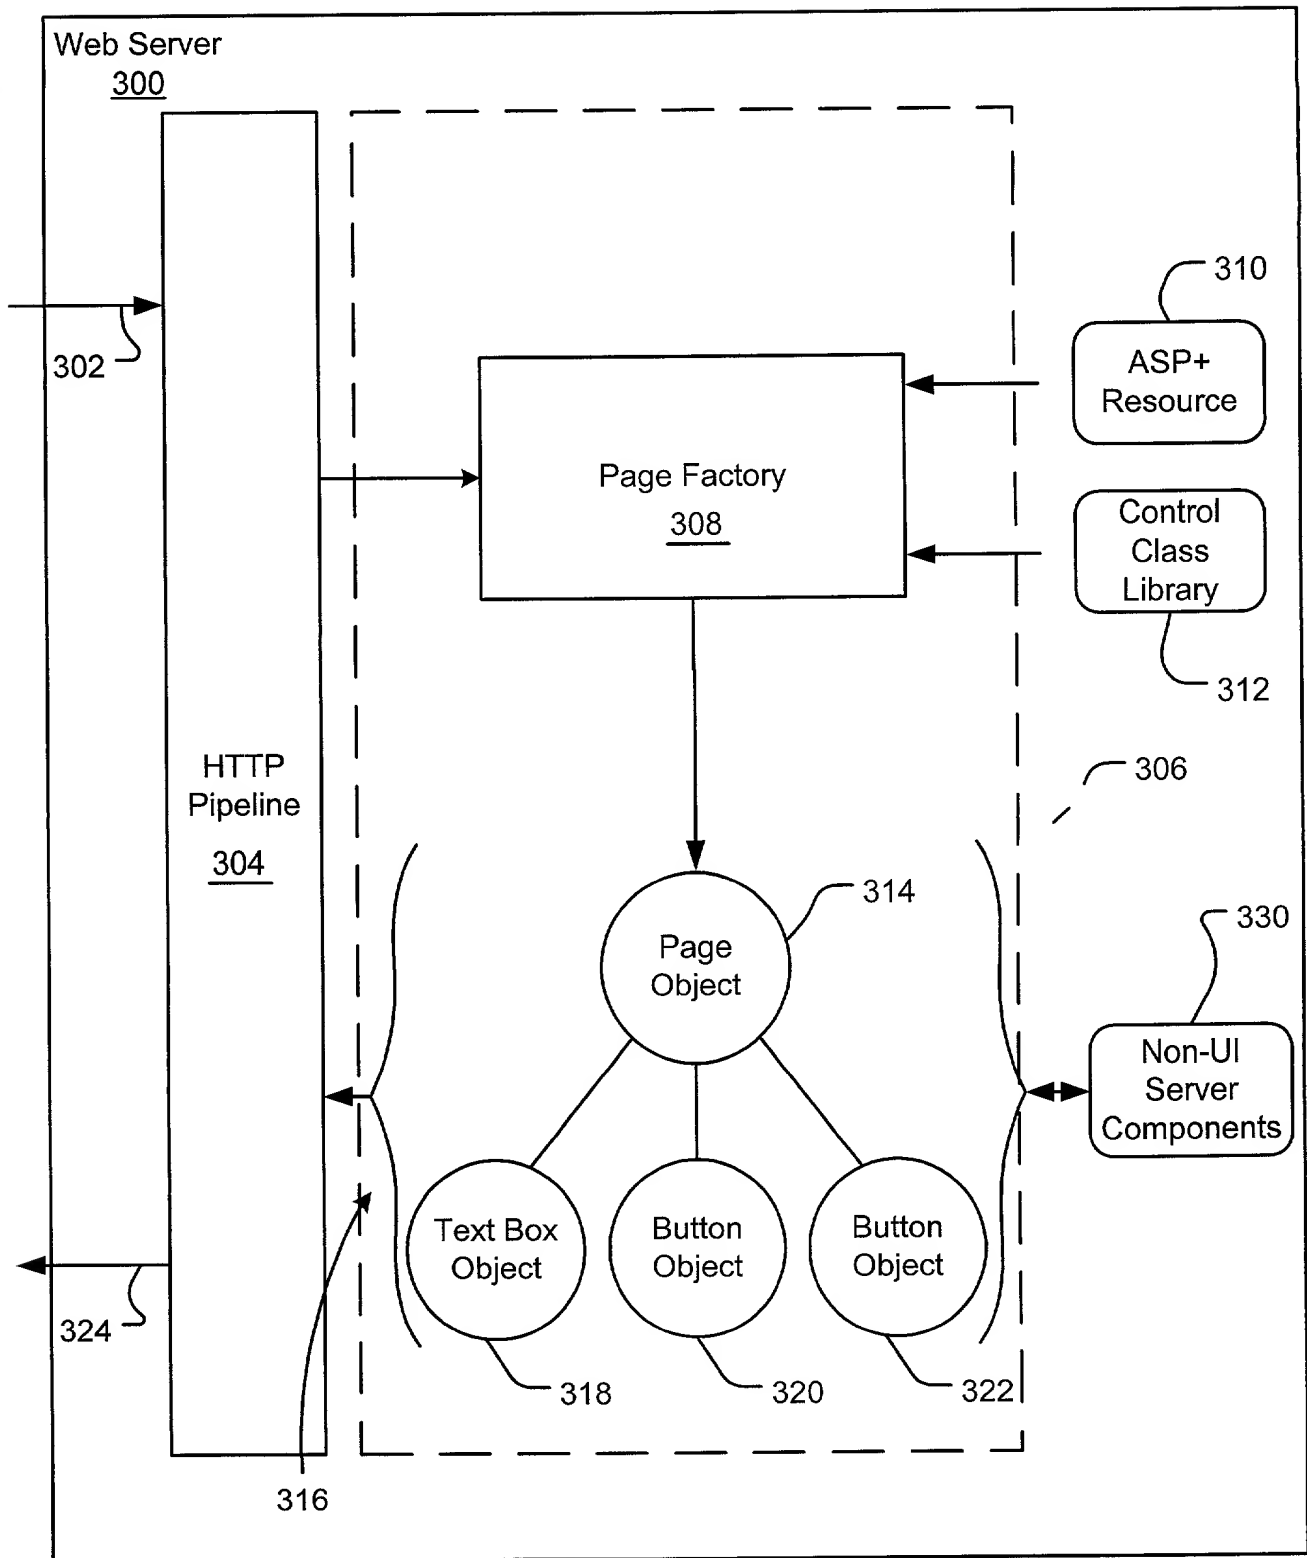 Web Server
300
310
ASP+
Resource
302
Page Factory
308
Control
Class
Library
312
HTTP
Pipeline
304
306
314
330
Page
Object
Non-UI
Server
Components
Text Box
Object
Button
Object
Button
Object
324
318
320
322
316